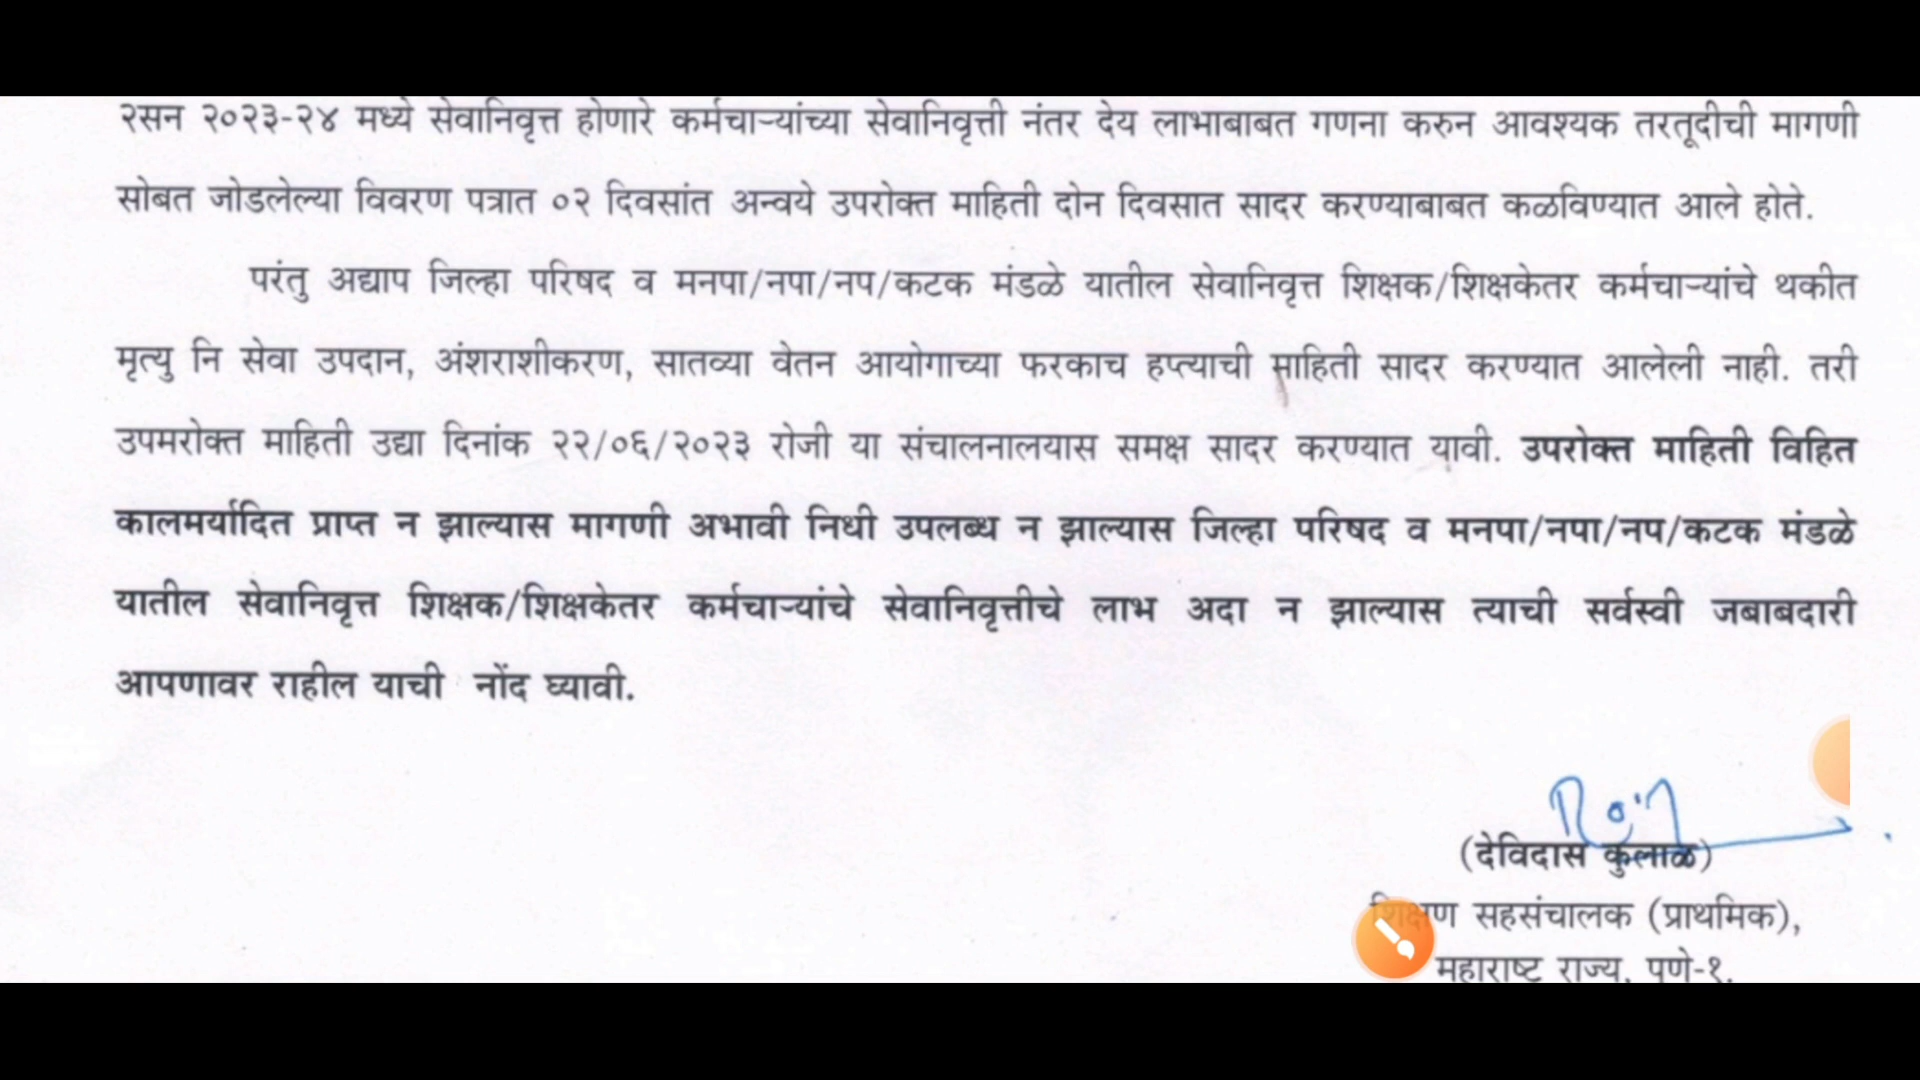 २सन २०२३-२४ मध्ये सेवानिवृत्त होणारे कर्मचाऱ्यांच्या सेवानिवृत्ती नंतर देय लाभाबाबत गणना करुन आवश्यक तरतूदीची मागणी
सोबत जोडलेल्या विवरण पत्रात ०२ दिवसांत अन्वये उपरोक्त माहिती दोन दिवसात सादर करण्याबाबत कळविण्यात आले होते.
परंतु अद्याप जिल्हा परिषद व मनपा/नपा/नप/कटक मंडळे यातील सेवानिवृत्त शिक्षक/शिक्षकेतर कर्मचाऱ्यांचे थकीत
मृत्यु नि सेवा उपदान, अंशराशीकरण, सातव्या वेतन आयोगाच्या फरकाच हप्त्याची माहिती सादर करण्यात आलेली नाही. तरी
उपमरोक्त माहिती उद्या दिनांक २२/०६/२०२३ रोजी या संचालनालयास समक्ष सादर करण्यात यावी. उपरोक्त माहिती विहित
कालमर्यादित प्राप्त न झाल्यास मागणी अभावी निधी उपलब्ध न झाल्यास जिल्हा परिषद व मनपा/नपा/नप/कटक मंडळे
यातील सेवानिवृत्त शिक्षक/शिक्षकेतर कर्मचाऱ्यांचे सेवानिवृत्तीचे लाभ अदा न झाल्यास त्याची सर्वस्वी जबाबदारी
आपणावर राहील याची नोंद घ्यावी.
(देविदास कुलाळ)
शिक्षण सहसंचालक (प्राथमिक),
महाराष्ट राज्य, पुणे-१.